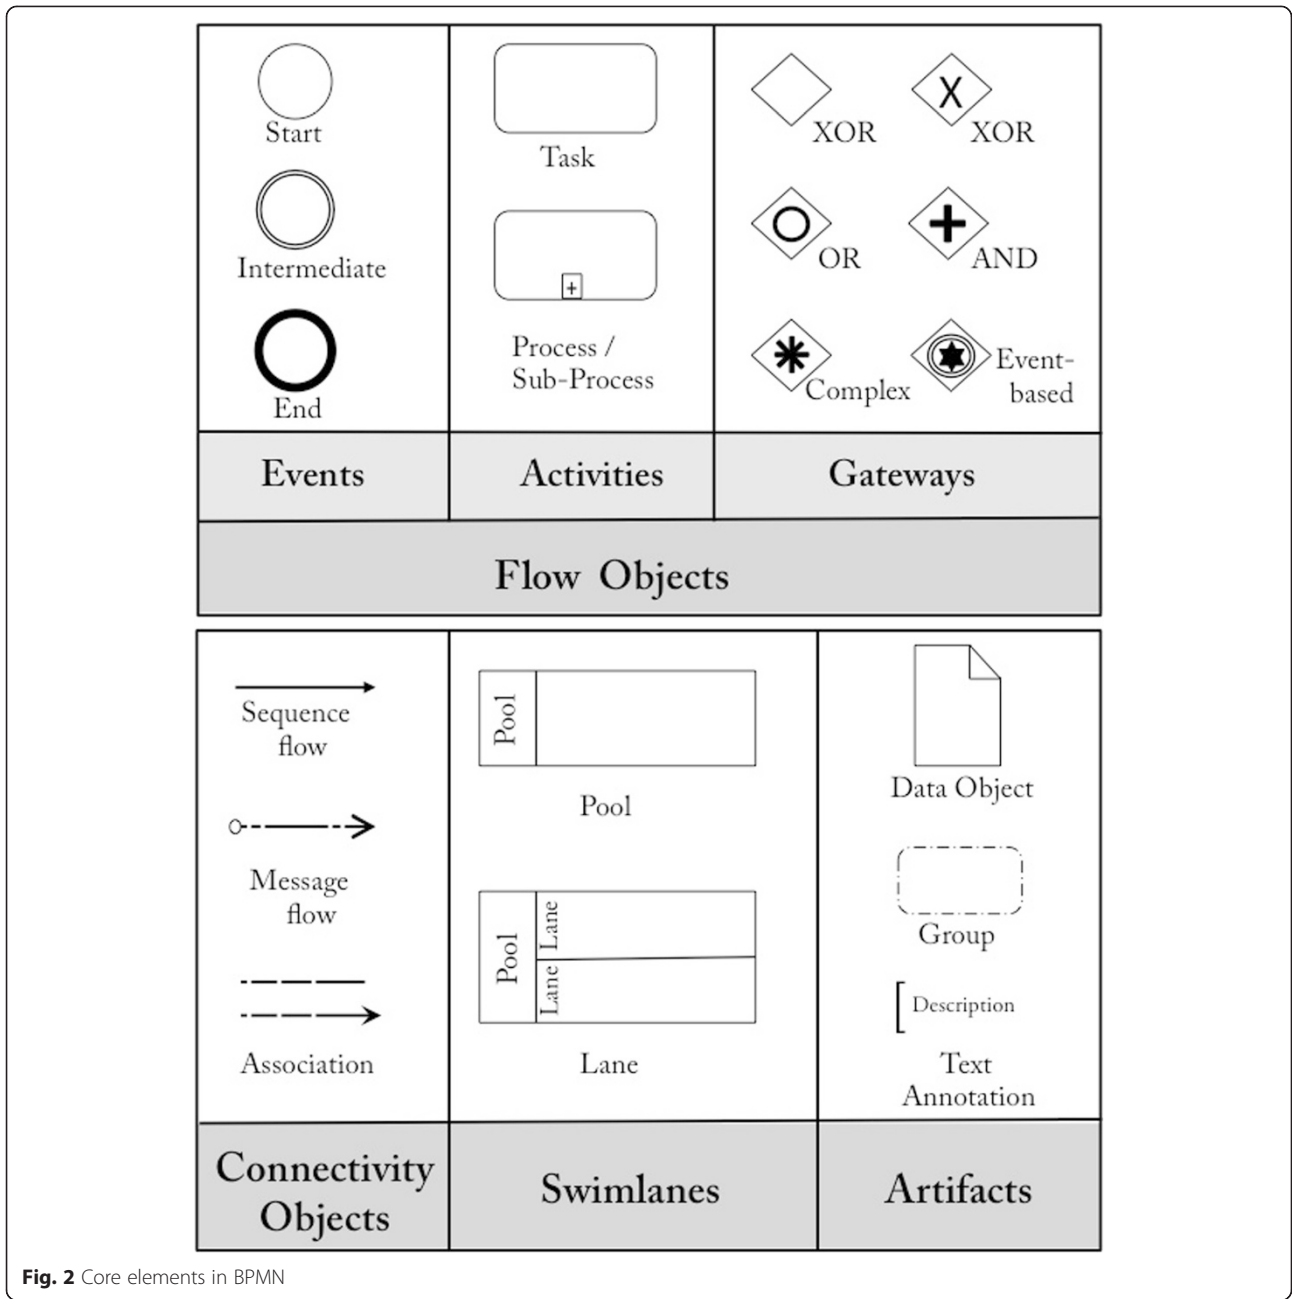 Start
Intermediate
End
Task
+
Process /
Sub-Process
XOR
X
XOR
OR
AND
Complex
Event-
based
Events
Activities
Gateways
Flow Objects
Sequence
flow
Message
flow
Association
Pool
Pool
Pool
Lane
Lane
Lane
Data Object
Group
Description
Text
Annotation
Connectivity
Objects
Swimlanes
Artifacts
Fig. 2 Core elements in BPMN